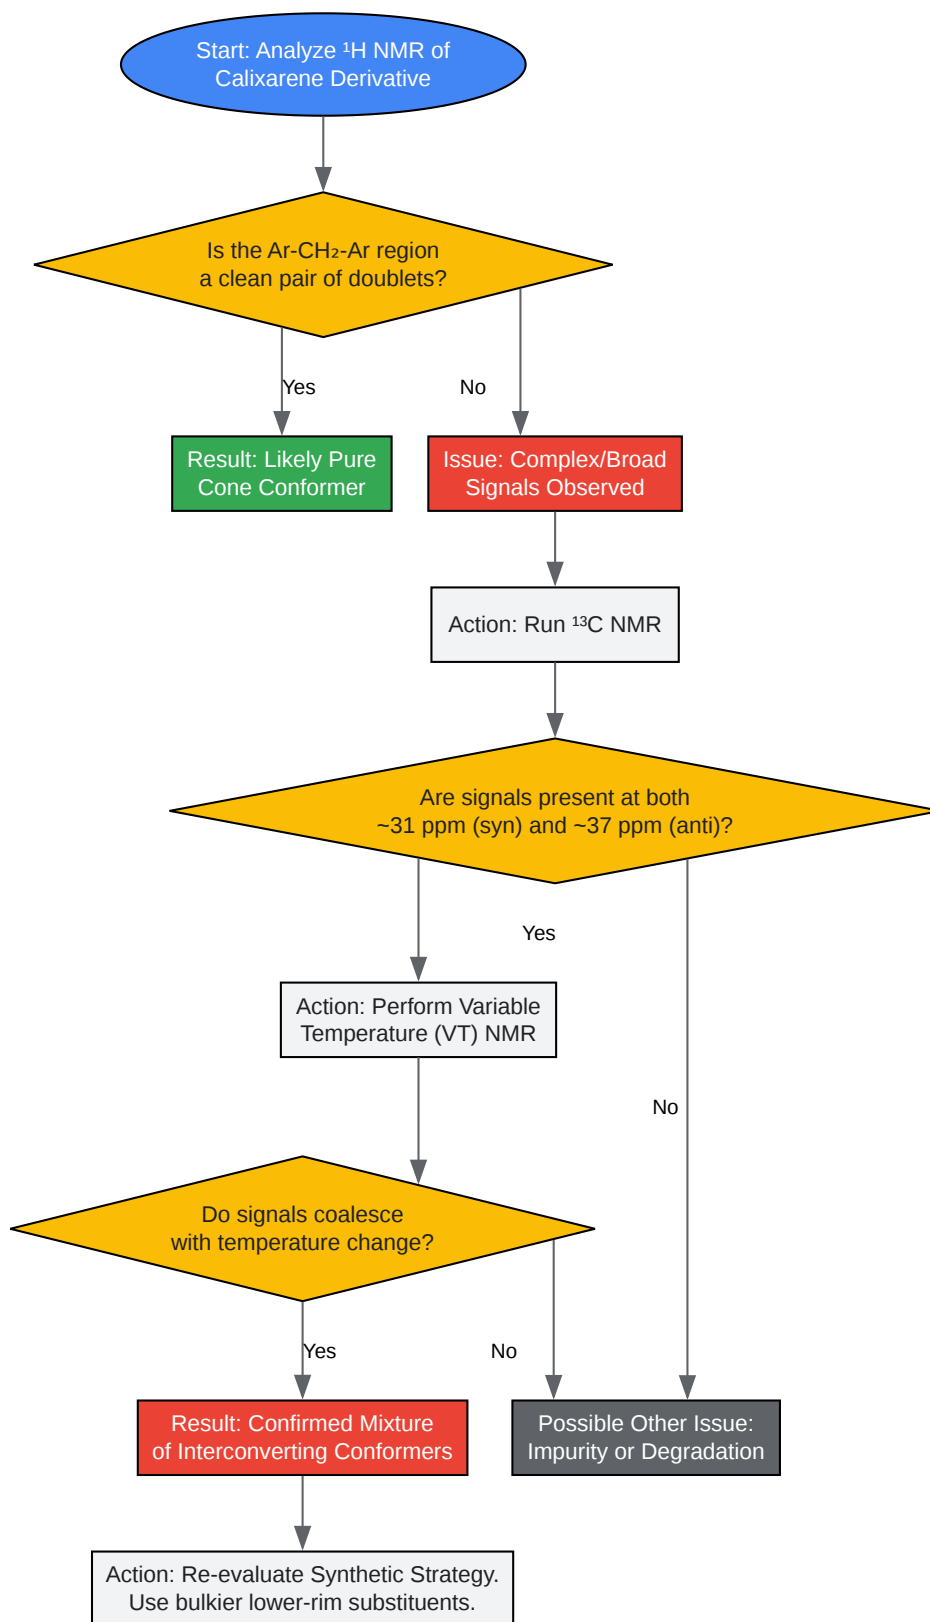 Start: Analyze ¹H NMR of
Calixarene Derivative
Is the Ar-CH₂-Ar region
a clean pair of doublets?
Yes
No
Result: Likely Pure
Cone Conformer
Issue: Complex/Broad
Signals Observed
Action: Run ¹³C NMR
Are signals present at both
~31 ppm (syn) and ~37 ppm (anti)?
Yes
Action: Perform Variable
Temperature (VT) NMR
No
Do signals coalesce
with temperature change?
Yes
No
Result: Confirmed Mixture
of Interconverting Conformers
Possible Other Issue:
Impurity or Degradation
Action: Re-evaluate Synthetic Strategy.
Use bulkier lower-rim substituents.